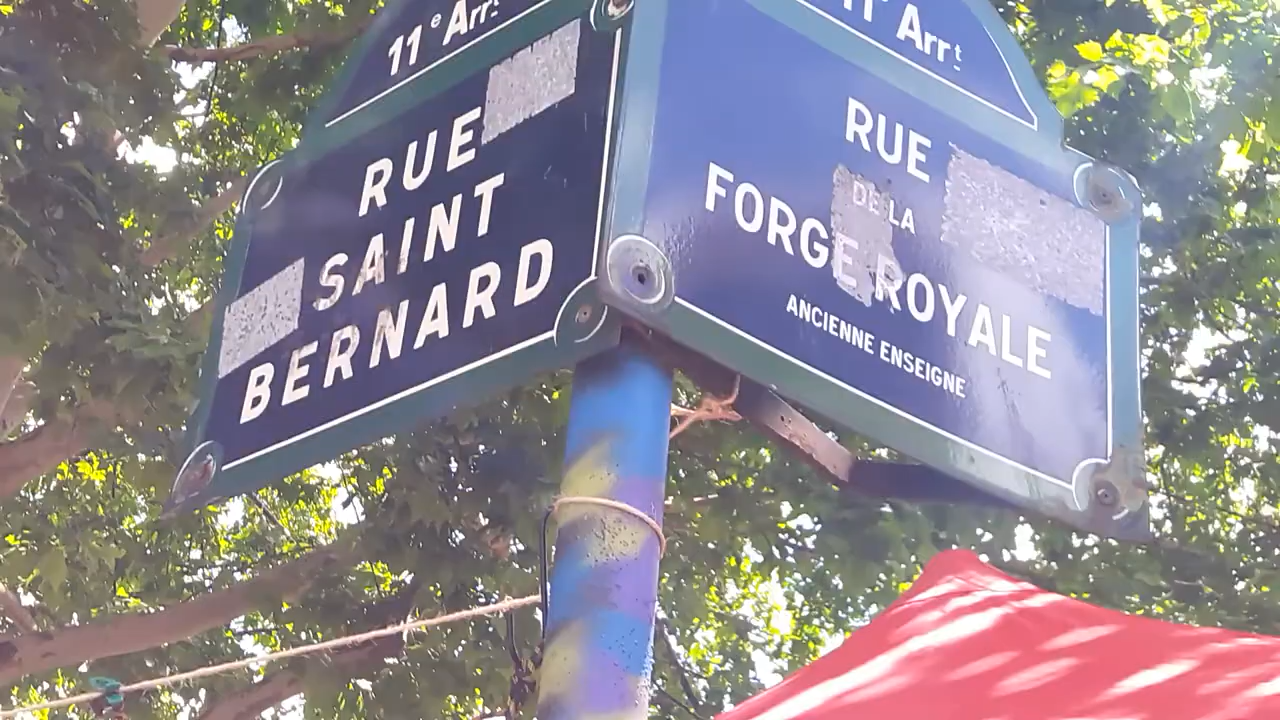 11e Arrt.
RUE
SAINT
BERNARD
11e Arrt.
RUE
DE LA
FORGE ROYALE
ANCIENNE ENSEIGNE